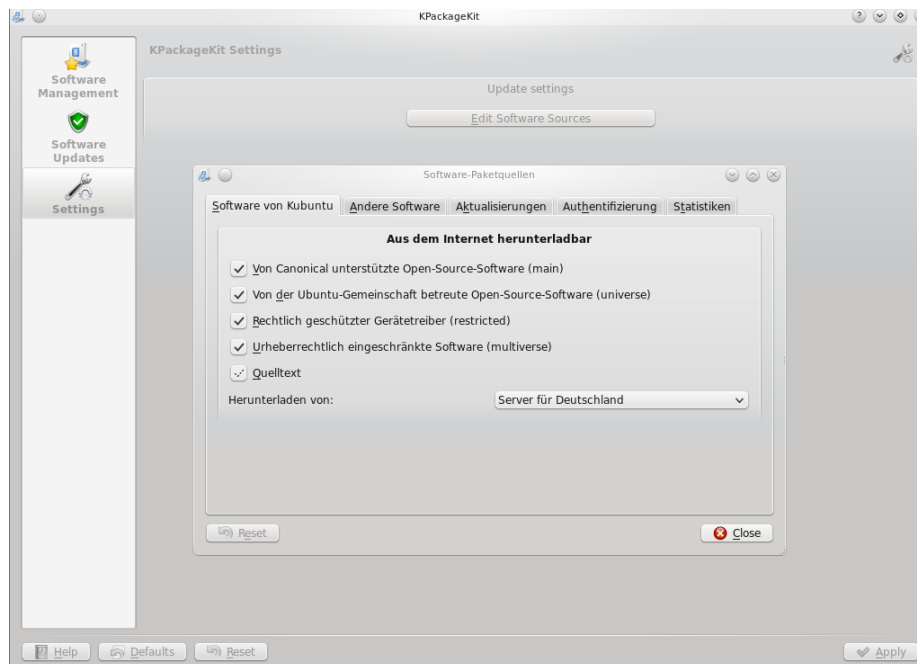 KPackageKit
Software
Management
Software
Updates
Settings
KPackageKit Settings
Update settings
Edit Software Sources
Software-Paketquellen
Software von Kubuntu
Andere Software
Aktualisierungen
Authentifizierung
Statistiken
Aus dem Internet herunterladbar
Von Canonical unterstützte Open-Source-Software (main)
Von der Ubuntu-Gemeinschaft betreute Open-Source-Software (universe)
Rechtlich geschützter Gerätetreiber (restricted)
Urheberrechtlich eingeschränkte Software (multiverse)
Quelltext
Herunterladen von: Server für Deutschland
Reset
Close
Help
Defaults
Reset
Apply